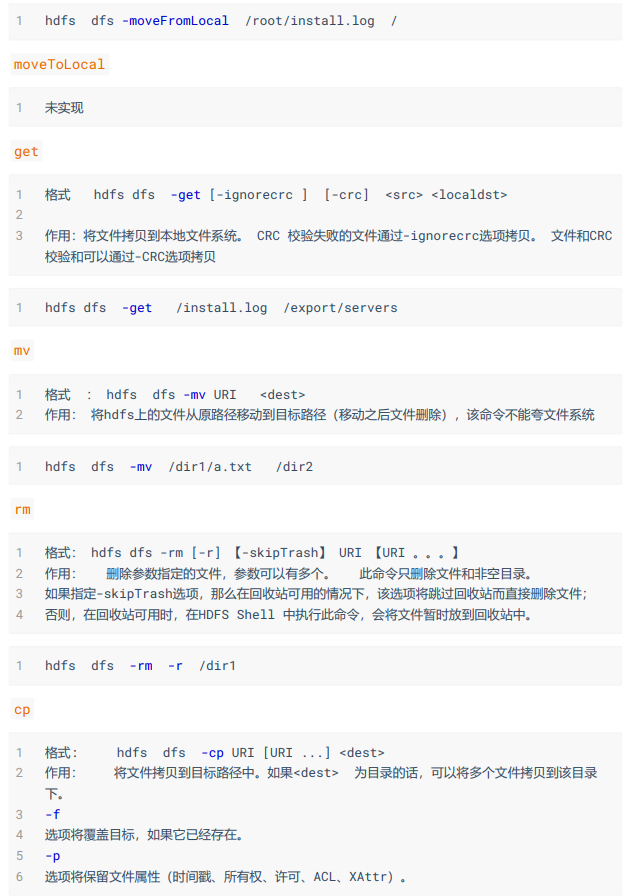 1 hdfs  dfs -moveFromLocal  /root/install.log  /
moveToLocal
1 未实现
get
1 格式   hdfs dfs  -get [-ignorecrc ]  [-crc]  <src> <localdst>
2
3 作用：将文件拷贝到本地文件系统。 CRC 校验失败的文件通过-ignorecrc选项拷贝。 文件和CRC
校验和可以通过-CRC选项拷贝
1 hdfs dfs  -get   /install.log  /export/servers
mv
1 格式  ： hdfs  dfs -mv URI   <dest>
2 作用： 将hdfs上的文件从原路径移动到目标路径（移动之后文件删除），该命令不能夸文件系统
1 hdfs  dfs  -mv  /dir1/a.txt   /dir2
rm
1 格式： hdfs dfs -rm [-r] 【-skipTrash】 URI 【URI 。。。】
2 作用：   删除参数指定的文件，参数可以有多个。   此命令只删除文件和非空目录。
3 如果指定-skipTrash选项，那么在回收站可用的情况下，该选项将跳过回收站而直接删除文件；
4 否则，在回收站可用时，在HDFS Shell 中执行此命令，会将文件暂时放到回收站中。
1 hdfs  dfs  -rm  -r  /dir1
cp
1 格式：    hdfs  dfs  -cp URI [URI ...] <dest>
2 作用：    将文件拷贝到目标路径中。如果<dest>  为目录的话，可以将多个文件拷贝到该目录
下。
3 -f
4 选项将覆盖目标，如果它已经存在。
5 -p
6 选项将保留文件属性（时间戳、所有权、许可、ACL、XAttr）。